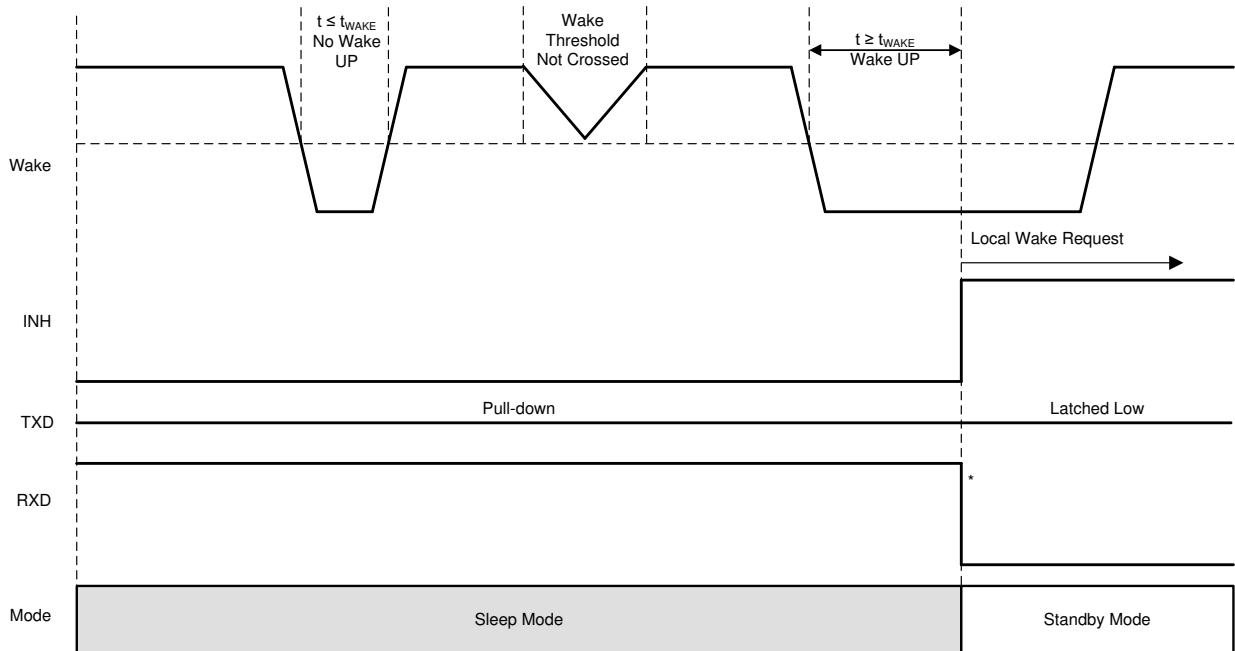 t ≤ tWAKE
No Wake
UP
Wake
Threshold
Not Crossed
t ≥ tWAKE
Wake UP
Wake
Local Wake Request
INH
Pull-down
Latched Low
TXD
RXD
*
Mode
Sleep Mode
Standby Mode